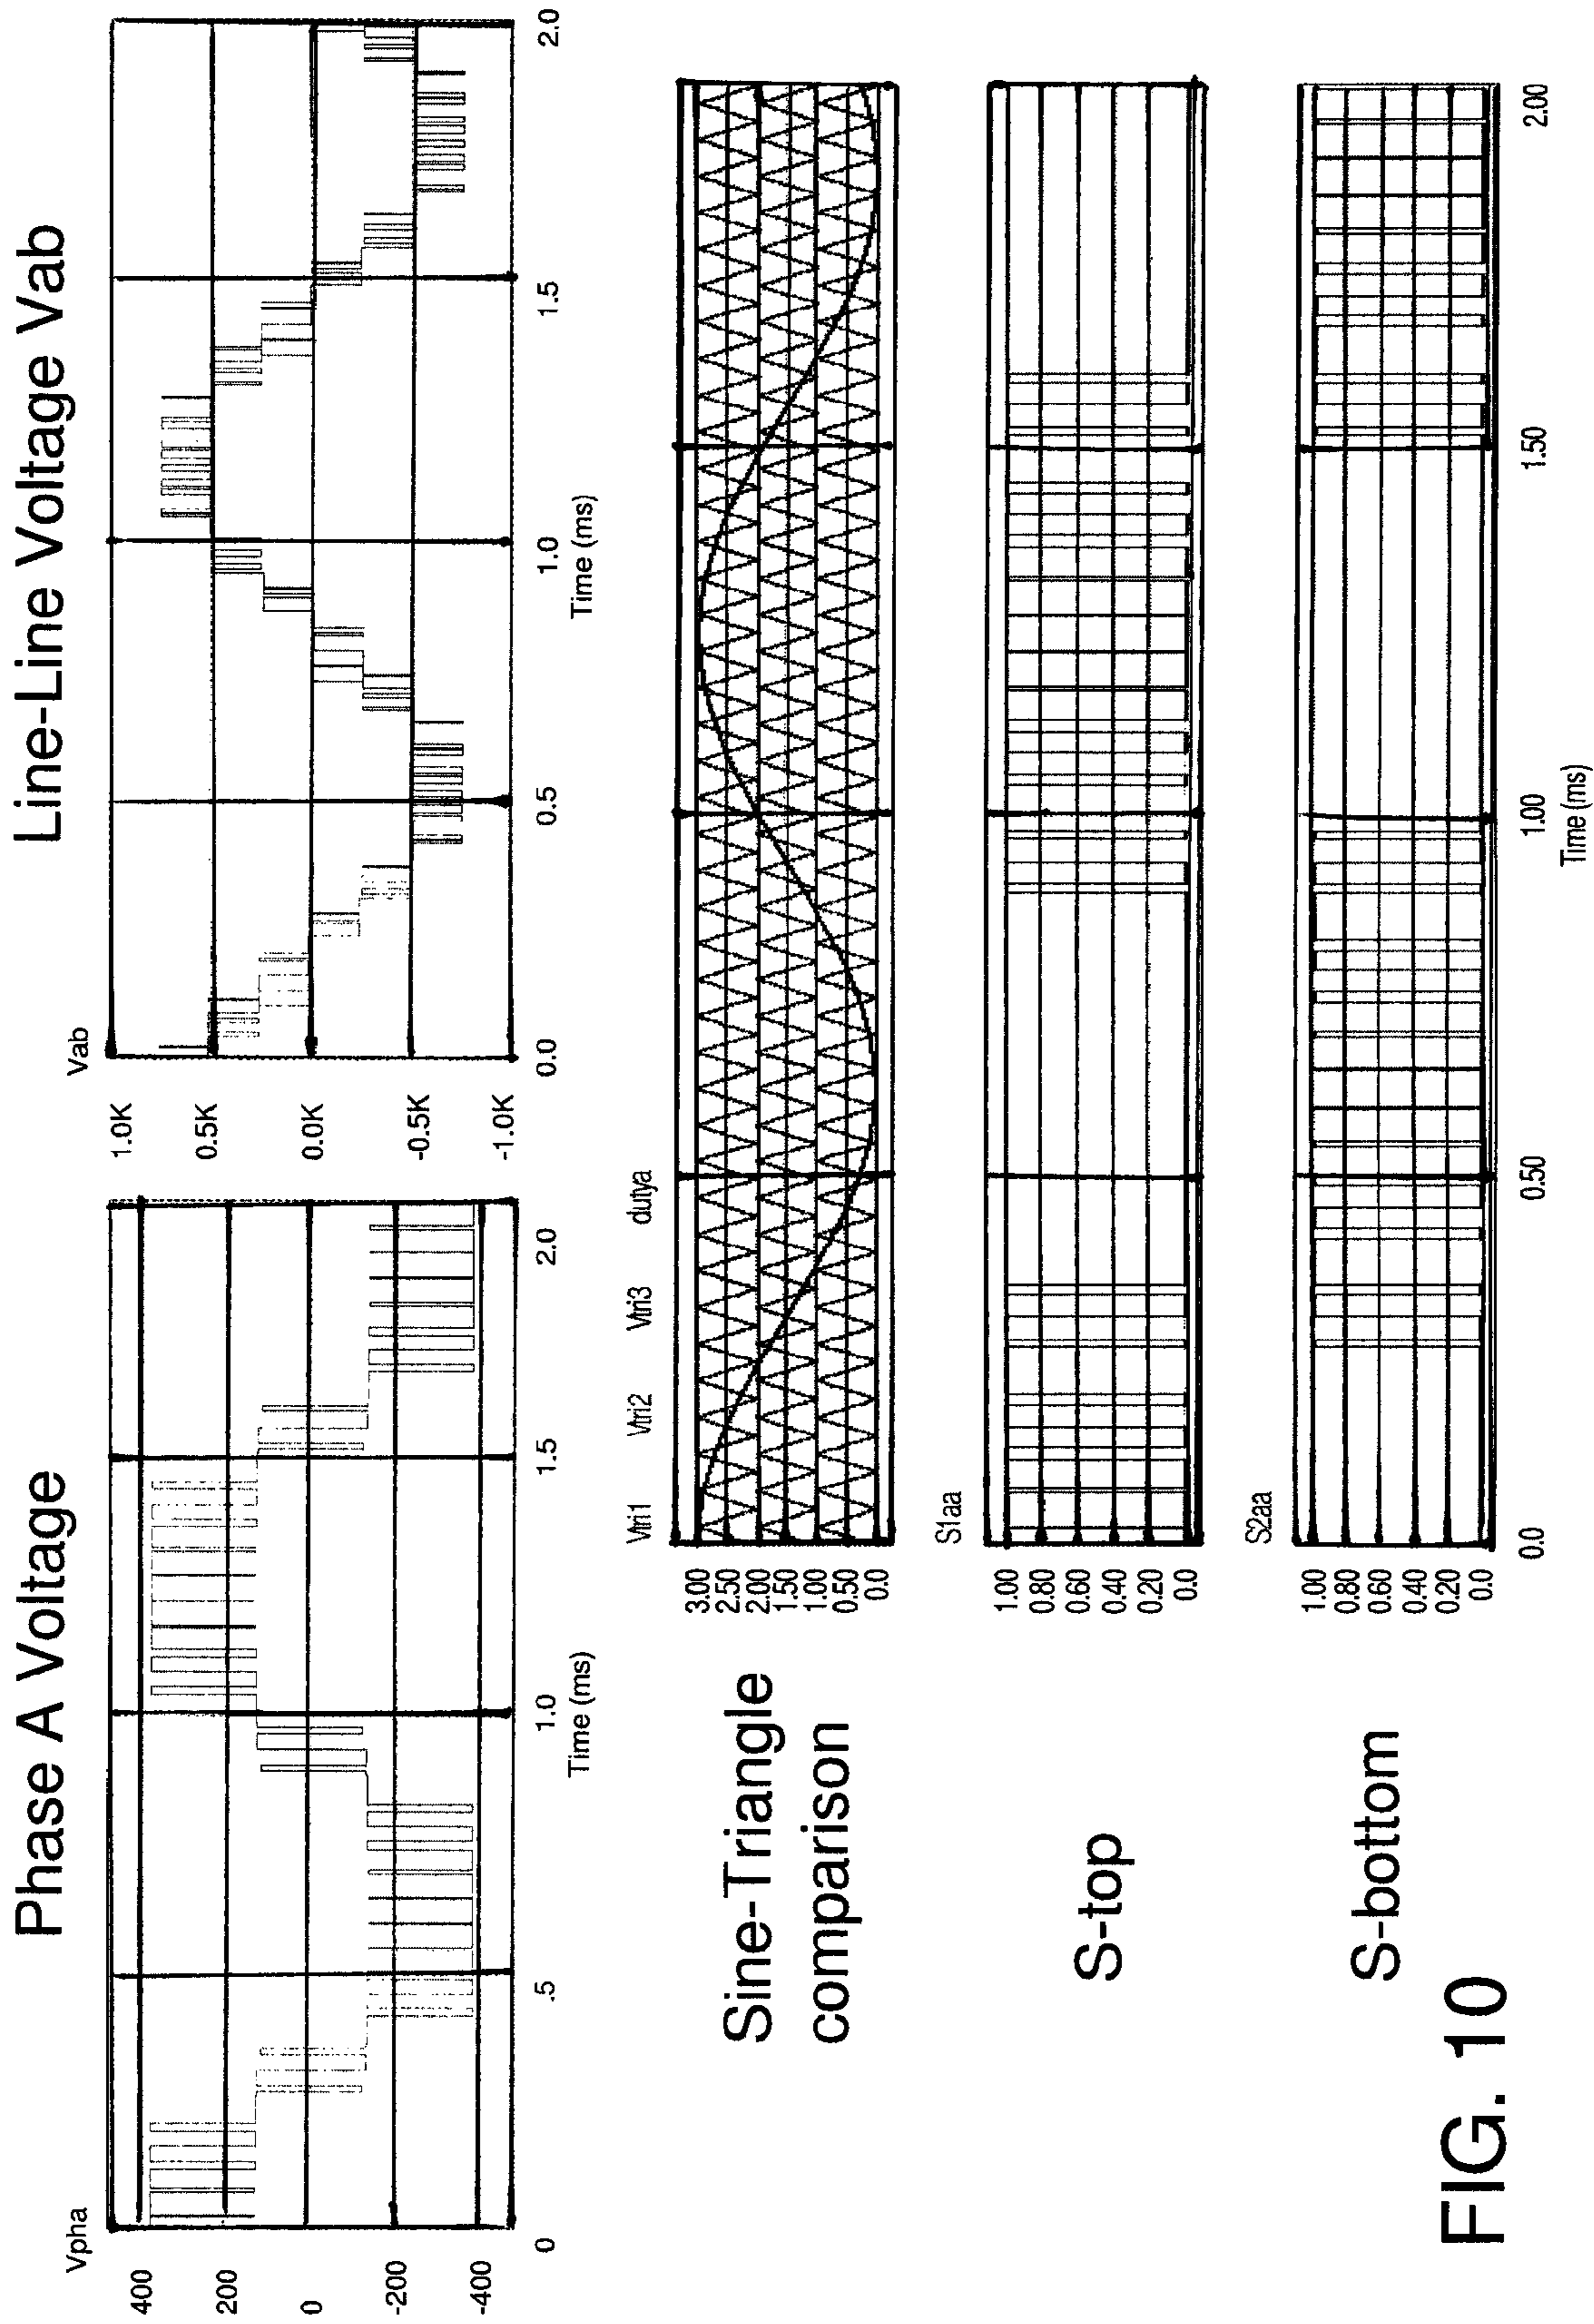 Phase A Voltage
Vpha
400
200
0
-200
-400
0
.5
1.0
1.5
2.0
Time (ms)
Line-Line Voltage Vab
Vab
1.0K
0.5K
0.0K
-0.5K
-1.0K
0.0
0.5
1.0
1.5
2.0
Time (ms)
Sine-Triangle
comparison
Vtri1 Vtri2 Vtri3 dutya
3.00
2.50
2.00
1.50
1.00
0.50
0.0
S-top
S1aa
1.00
0.80
0.60
0.40
0.20
0.0
S-bottom
S2aa
1.00
0.80
0.60
0.40
0.20
0.0
0.0
0.50
1.00
1.50
2.00
Time (ms)
FIG. 10